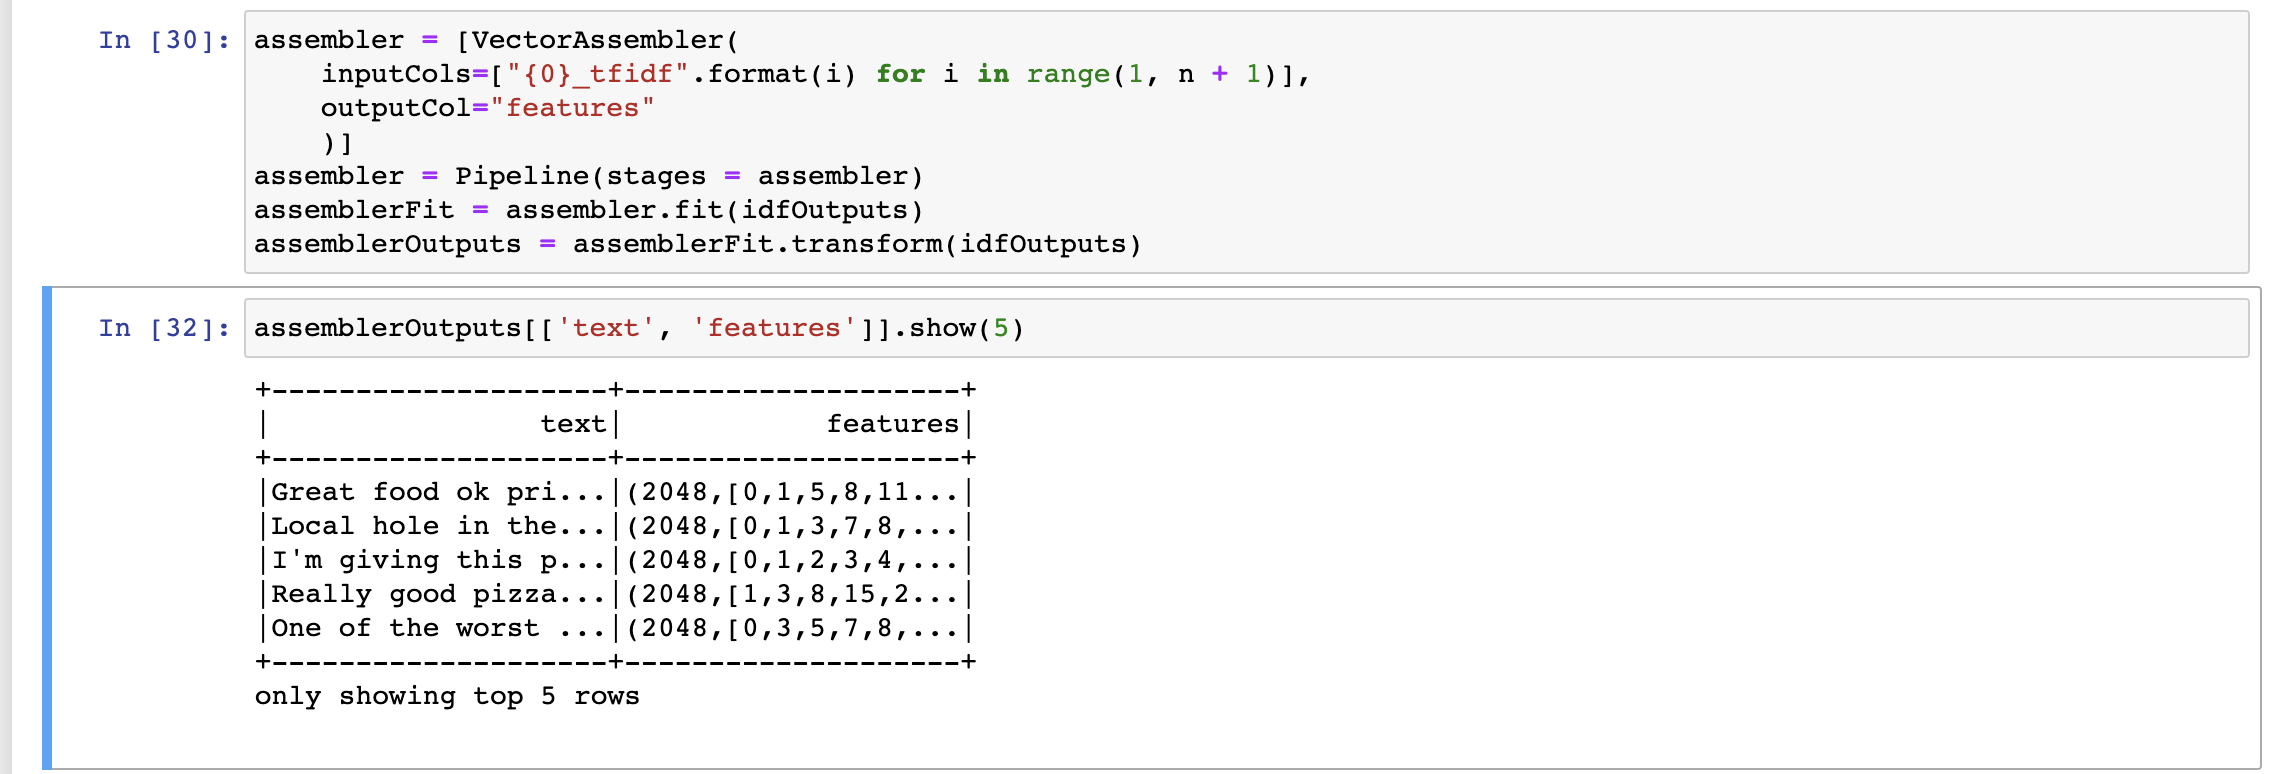 In [30]: assembler = [VectorAssembler(
    inputCols=["{0}_tfidf".format(i) for i in range(1, n + 1)],
    outputCol="features"
    )]
assembler = Pipeline(stages = assembler)
assemblerFit = assembler.fit(idfOutputs)
assemblerOutputs = assemblerFit.transform(idfOutputs)
In [32]: assemblerOutputs[['text', 'features']].show(5)
+--------------------+--------------------+
|                text|            features|
+--------------------+--------------------+
|Great food ok pri...|(2048,[0,1,5,8,11...|
|Local hole in the...|(2048,[0,1,3,7,8,...|
|I'm giving this p...|(2048,[0,1,2,3,4,...|
|Really good pizza...|(2048,[1,3,8,15,2...|
|One of the worst ...|(2048,[0,3,5,7,8,...|
+--------------------+--------------------+
only showing top 5 rows